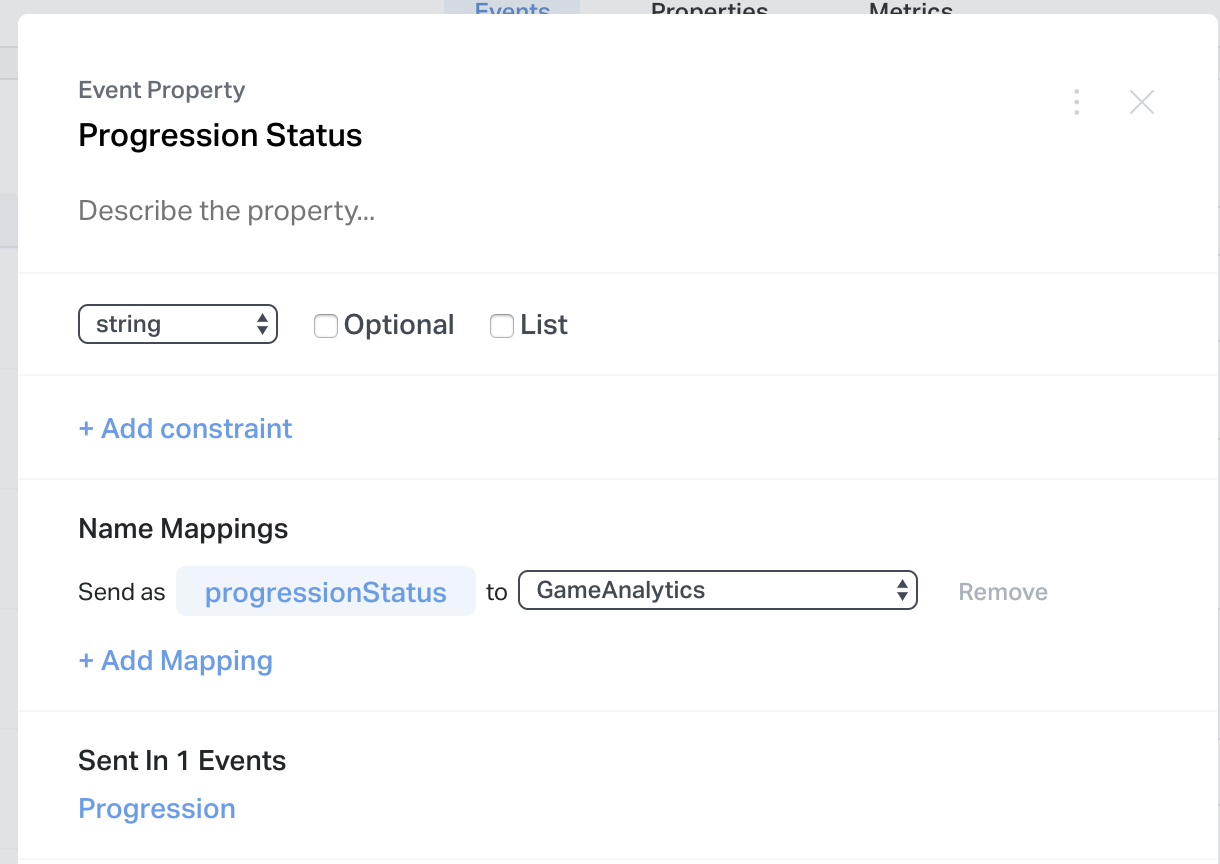 Events Properties Metrics
Event Property
Progression Status
Describe the property...
string Optional List
+ Add constraint
Name Mappings
Send as progressionStatus to GameAnalytics Remove
+ Add Mapping
Sent In 1 Events
Progression